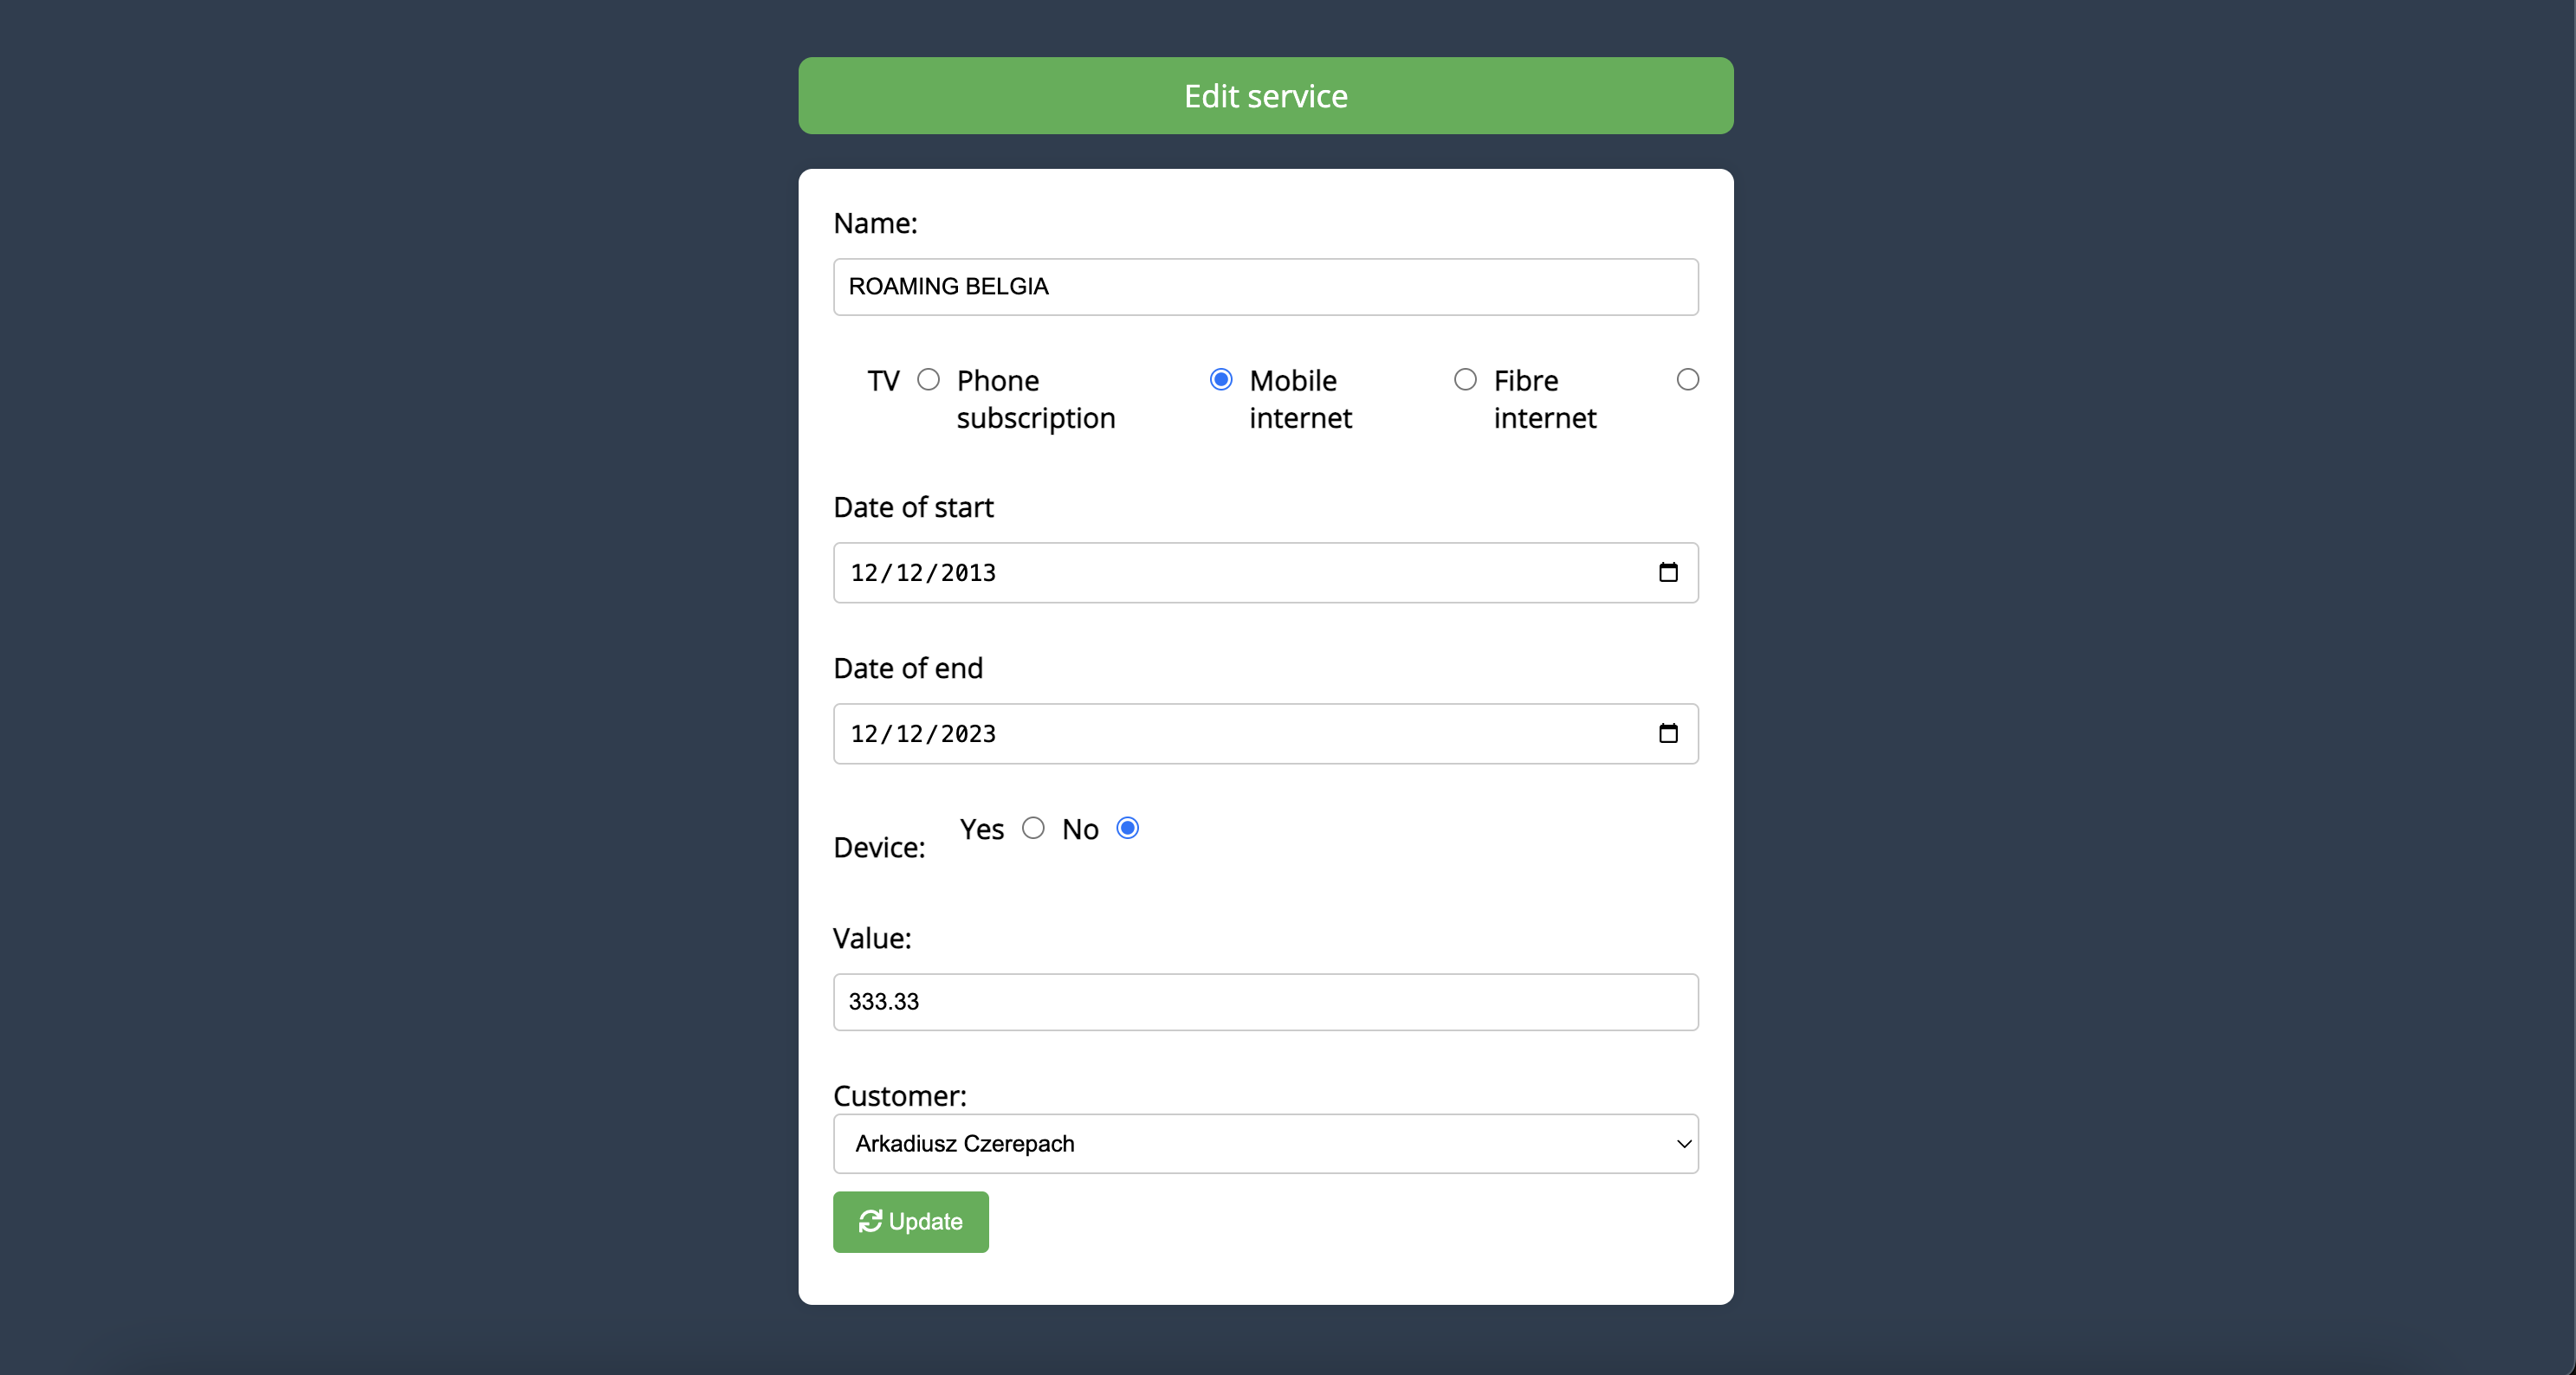 Edit service
Name:
ROAMING BELGIA
TV Phone subscription Mobile internet Fibre internet
Date of start
12/12/2013
Date of end
12/12/2023
Device: Yes No
Value:
333.33
Customer:
Arkadiusz Czerepach
Update